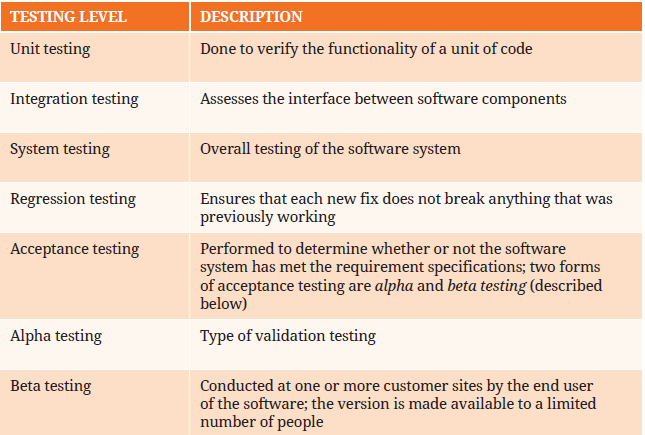 TESTING LEVEL DESCRIPTION
Unit testing Done to verify the functionality of a unit of code
Integration testing Assesses the interface between software components
System testing Overall testing of the software system
Regression testing Ensures that each new fix does not break anything that was
previously working
Acceptance testing Performed to determine whether or not the software
system has met the requirement specifications; two forms
of acceptance testing are alpha and beta testing (described
below)
Alpha testing Type of validation testing
Beta testing Conducted at one or more customer sites by the end user
of the software; the version is made available to a limited
number of people